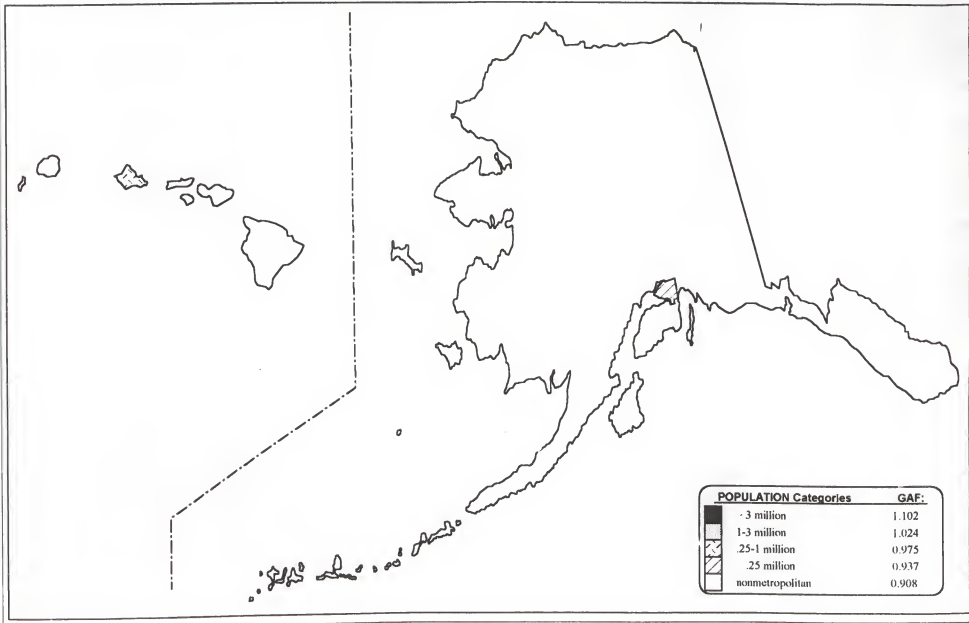 POPULATION Categories GAF:
3 million 1.102
1-3 million 1.024
.25-1 million 0.975
.25 million 0.937
nonmetropolitan 0.908